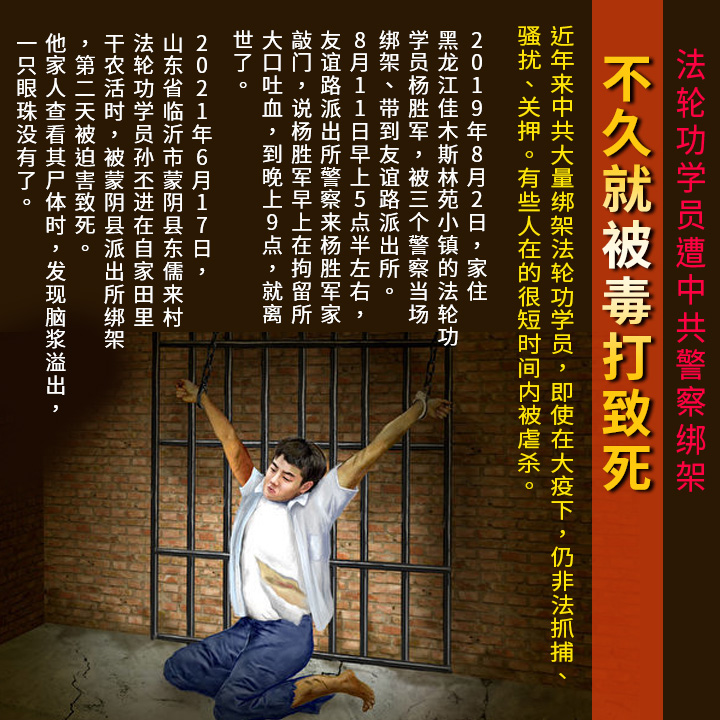 法轮功学员遭中共警察绑架
不久就被毒打致死
近年来中共大量绑架法轮功学员，即使在大疫下，仍非法抓捕、
骚扰、关押。有些人在的很短时间内被虐杀。
2019年8月2日，家住
黑龙江佳木斯林苑小镇的法轮功
学员杨胜军，被三个警察当场
绑架、带到友谊路派出所。
8月11日早上5点半左右，
友谊路派出所警察来杨胜军家
敲门，说杨胜军早上在拘留所
大口吐血，到晚上9点，就离
世了。
2021年6月17日，
山东省临沂市蒙阴县东儒来村
法轮功学员孙丕进在自家田里
干农活时，被蒙阴县派出所绑架
，第二天被迫害致死。
他家人查看其尸体时，发现脑浆溢出，
一只眼珠没有了。